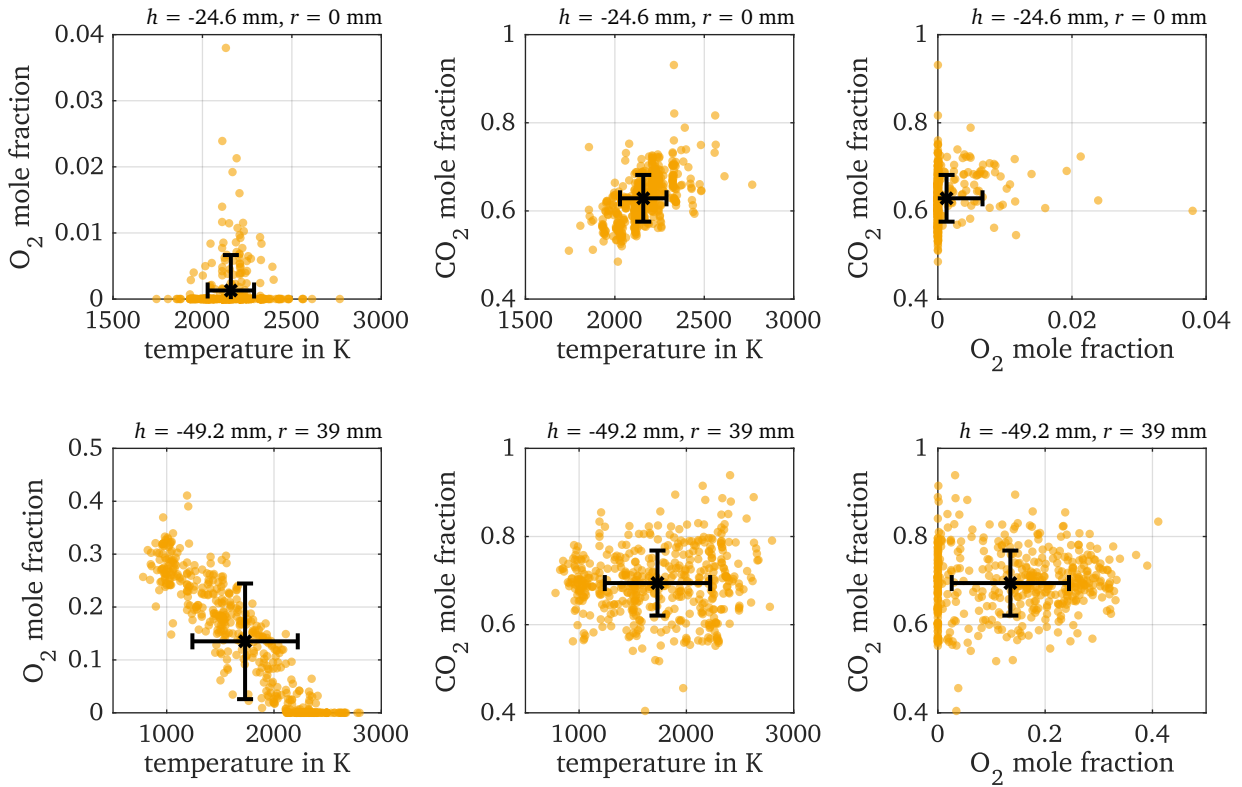 h = -24.6 mm, r = 0 mm
0.04
0.03
0.02
0.01
0
O2 mole fraction
1500 2000 2500 3000
temperature in K
h = -24.6 mm, r = 0 mm
1
0.8
0.6
0.4
CO2 mole fraction
1500 2000 2500 3000
temperature in K
h = -24.6 mm, r = 0 mm
1
0.8
0.6
0.4
CO2 mole fraction
0 0.02 0.04
O2 mole fraction
h = -49.2 mm, r = 39 mm
0.5
0.4
0.3
0.2
0.1
0
O2 mole fraction
1000 2000 3000
temperature in K
h = -49.2 mm, r = 39 mm
1
0.8
0.6
0.4
CO2 mole fraction
1000 2000 3000
temperature in K
h = -49.2 mm, r = 39 mm
1
0.8
0.6
0.4
CO2 mole fraction
0 0.2 0.4
O2 mole fraction